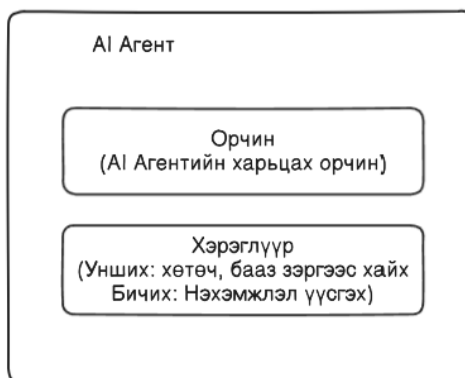 AI Агент
Орчин
(AI Агентийн харьцах орчин)
Хэрэглүүр
(Унших: хөтөч, бааз зэргээс хайх
Бичих: Нэхэмжлэл үүсгэх)